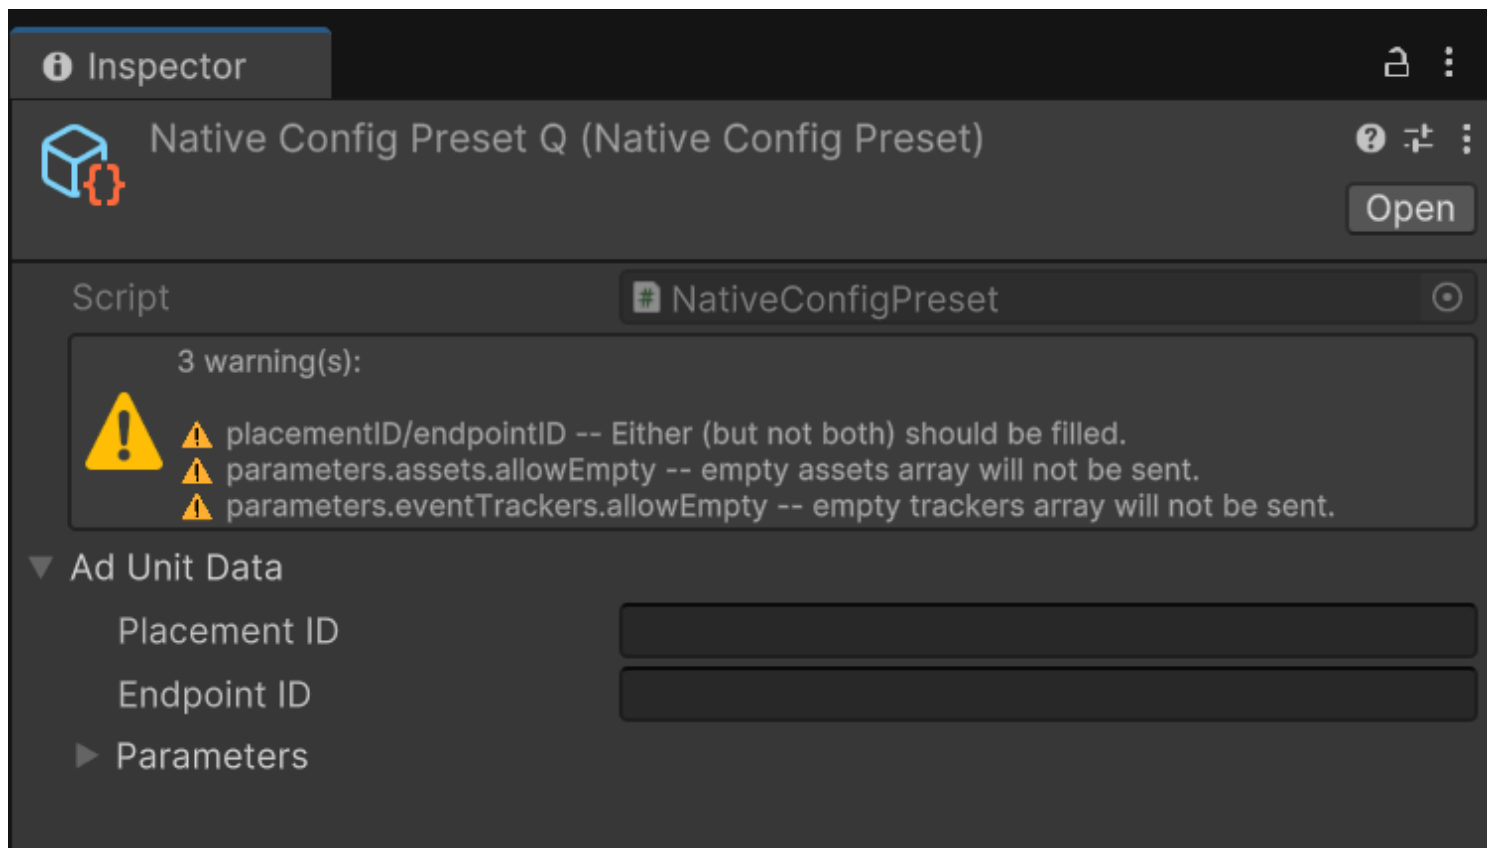 Inspector
Native Config Preset Q (Native Config Preset)
Open
Script
NativeConfigPreset
3 warning(s):
placementID/endpointID -- Either (but not both) should be filled.
parameters.assets.allowEmpty -- empty assets array will not be sent.
parameters.eventTrackers.allowEmpty -- empty trackers array will not be sent.
Ad Unit Data
Placement ID
Endpoint ID
Parameters